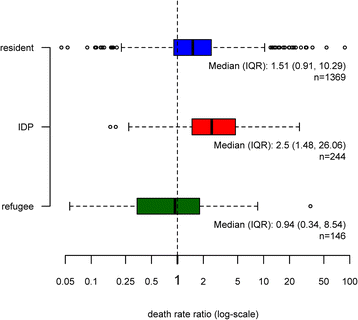 resident
Median (IQR): 1.51 (0.91, 10.29)
n=1369
IDP
Median (IQR): 2.5 (1.48, 26.06)
n=244
refugee
Median (IQR): 0.94 (0.34, 8.54)
n=146
0.05 0.1 0.25 0.5 1 2 5 10 20 50 100
death rate ratio (log-scale)